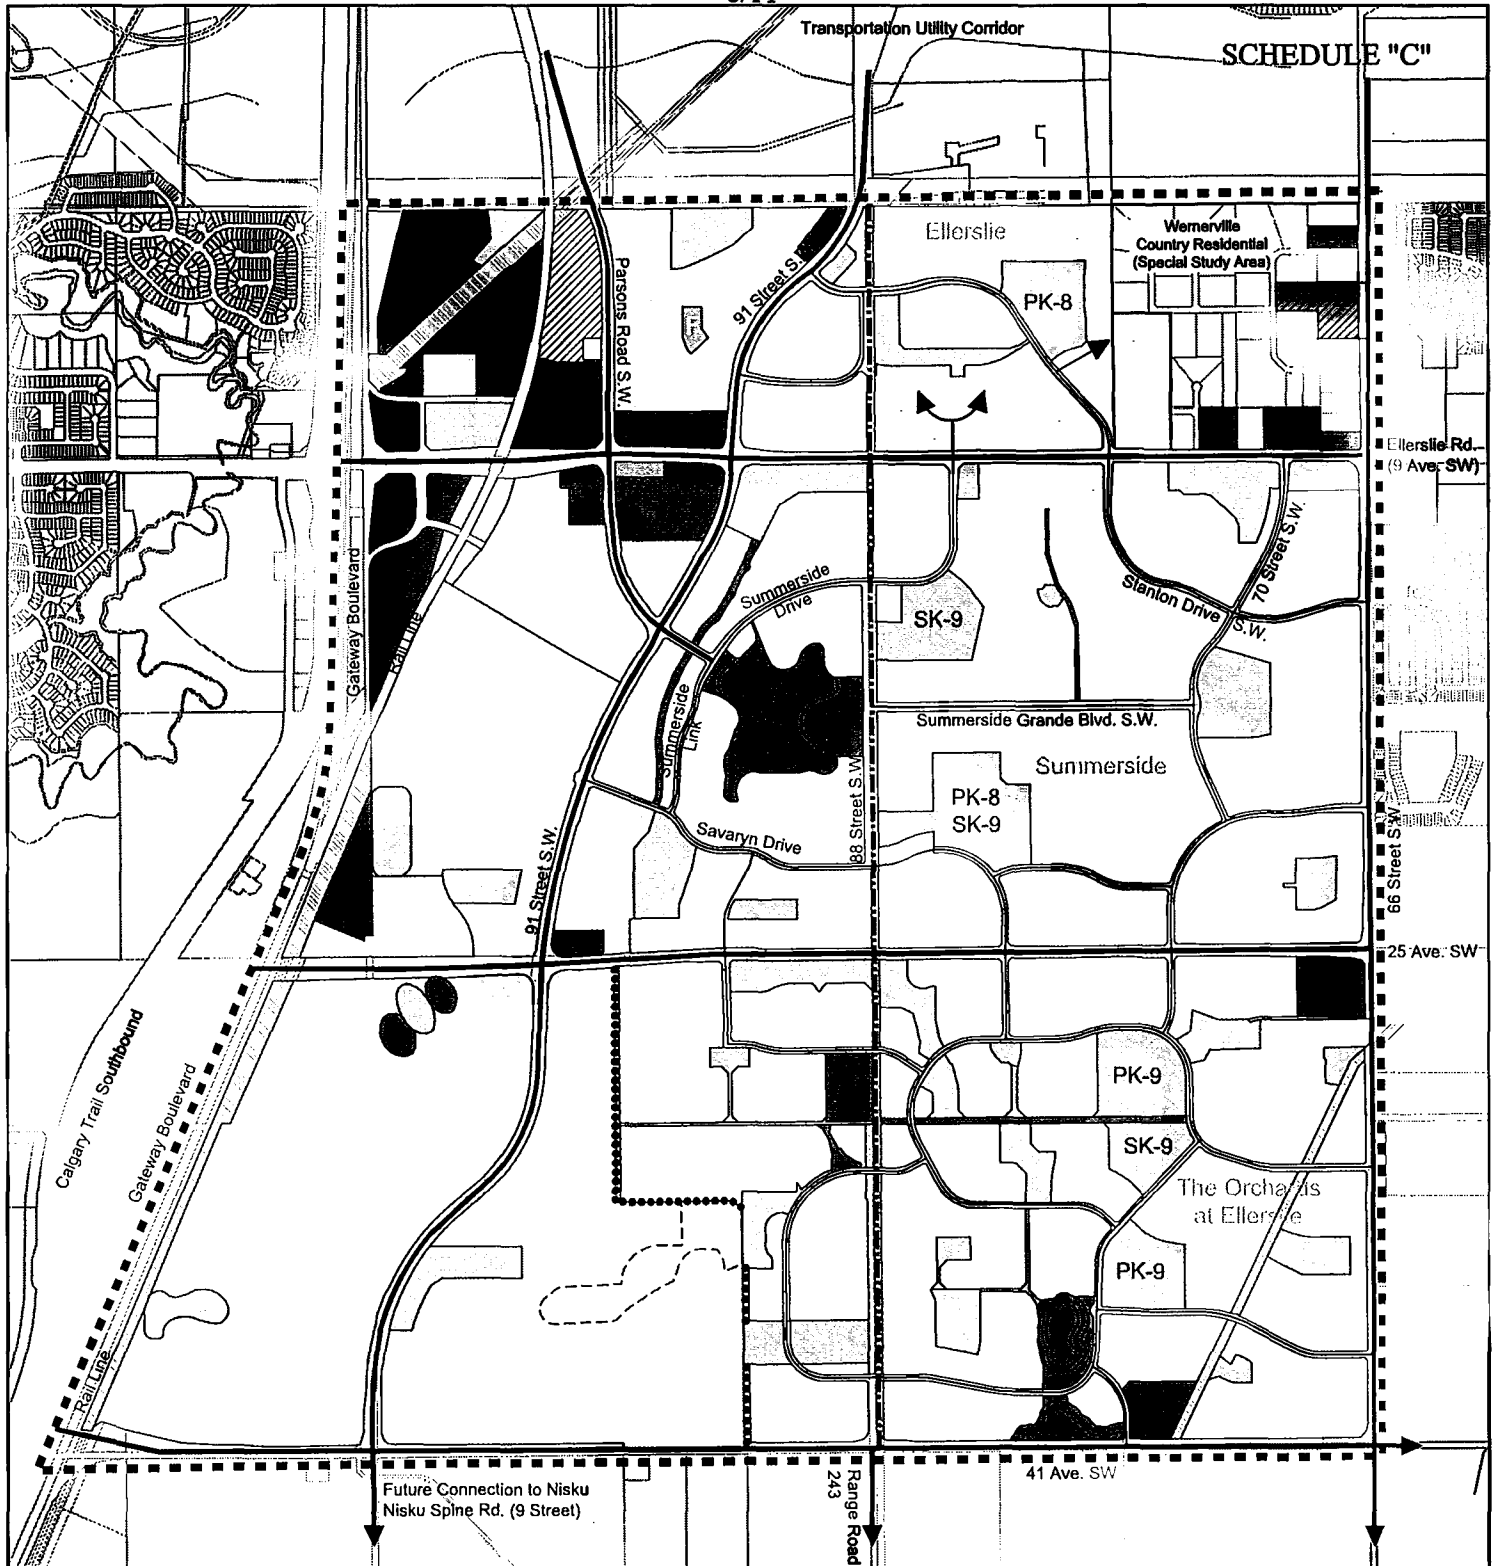 Transportation Utility Corridor
SCHEDULE "C"
Ellerslie
Wernerville
Country Residential
(Special Study Area)
PK-8
Parsons Road S.W.
91 Street S.
Ellerslie Rd.
(9 Ave. SW)
Gateway Boulevard
Rail Line
Summerside
Drive
SK-9
Stanton Drive S.W.
70 Street S.W.
Summerside
Link
Summerside Grande Blvd. S.W.
Summerside
PK-8
SK-9
Savaryn Drive
88 Street S.W.
66 Street S.W
91 Street S.W.
25 Ave. SW
Calgary Trail Southbound
Gateway Boulevard
PK-9
SK-9
The Orchards
at Ellerslie
PK-9
Rail Line
41 Ave. SW
Future Connection to Nisku
Nisku Spine Rd. (9 Street)
Range Road
243